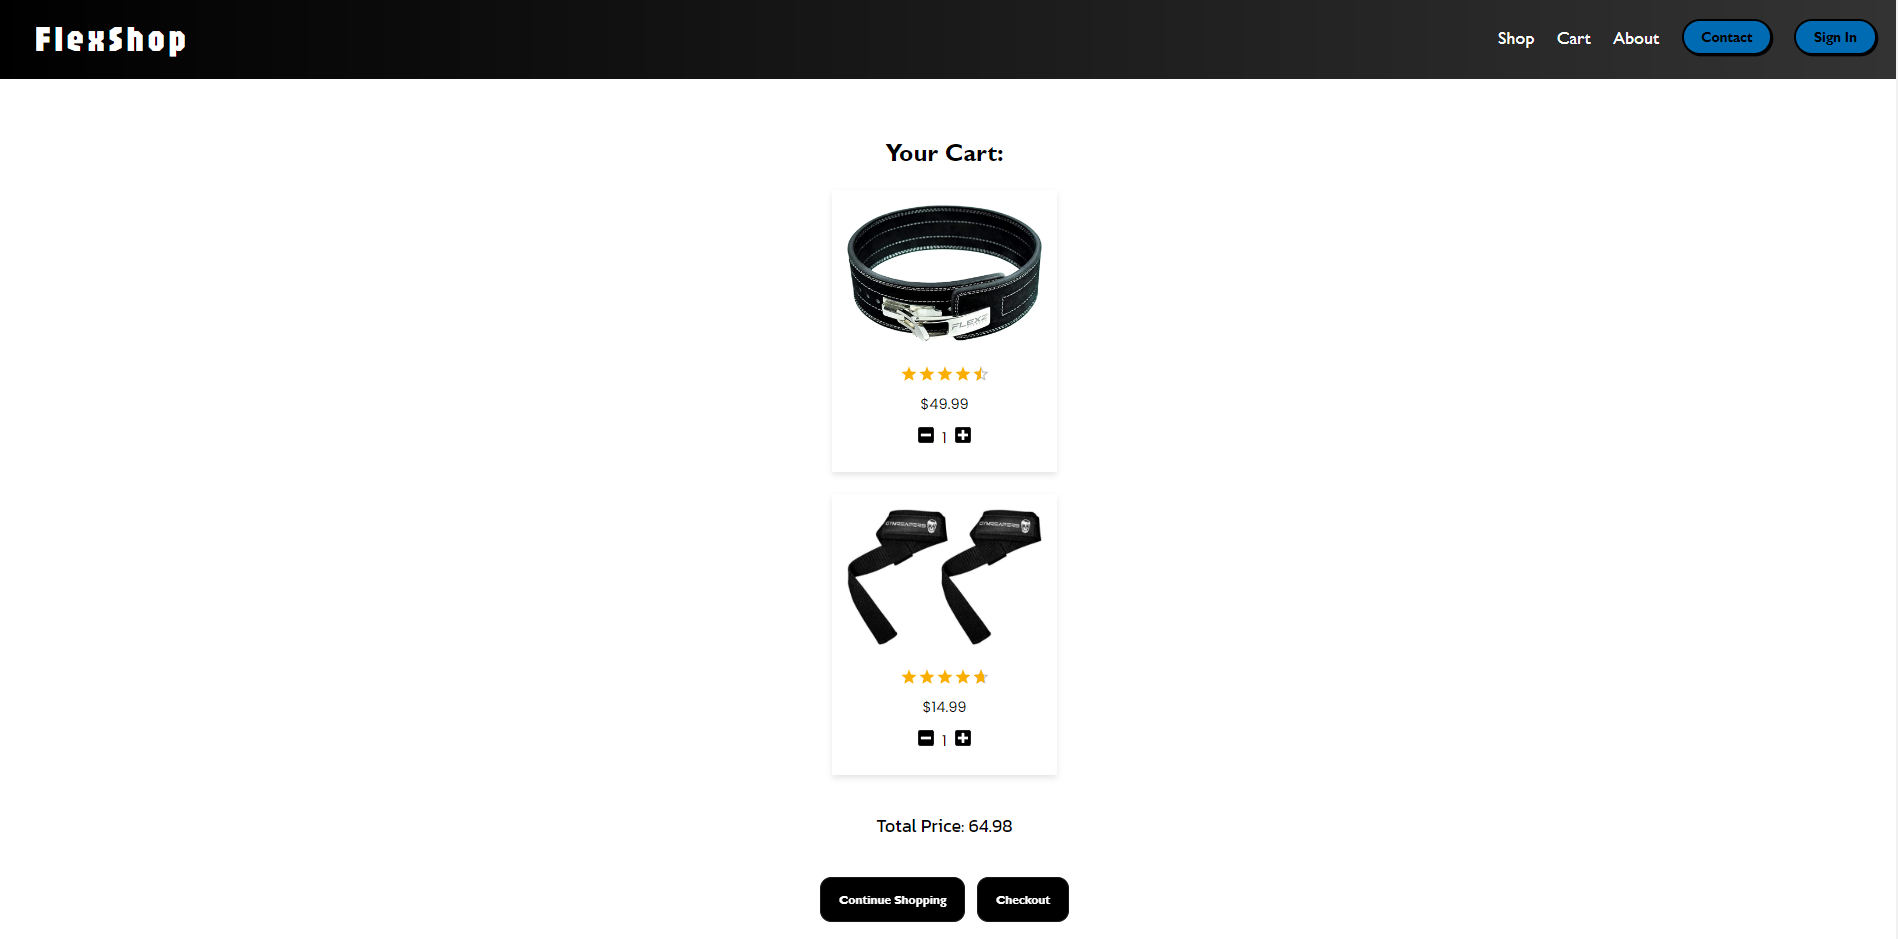 FlexShop
Shop Cart About Contact Sign In
Your Cart:
FLEXZ
$49.99
1
GYMREAPERS GYMREAPERS
$14.99
1
Total Price: 64.98
Continue Shopping Checkout